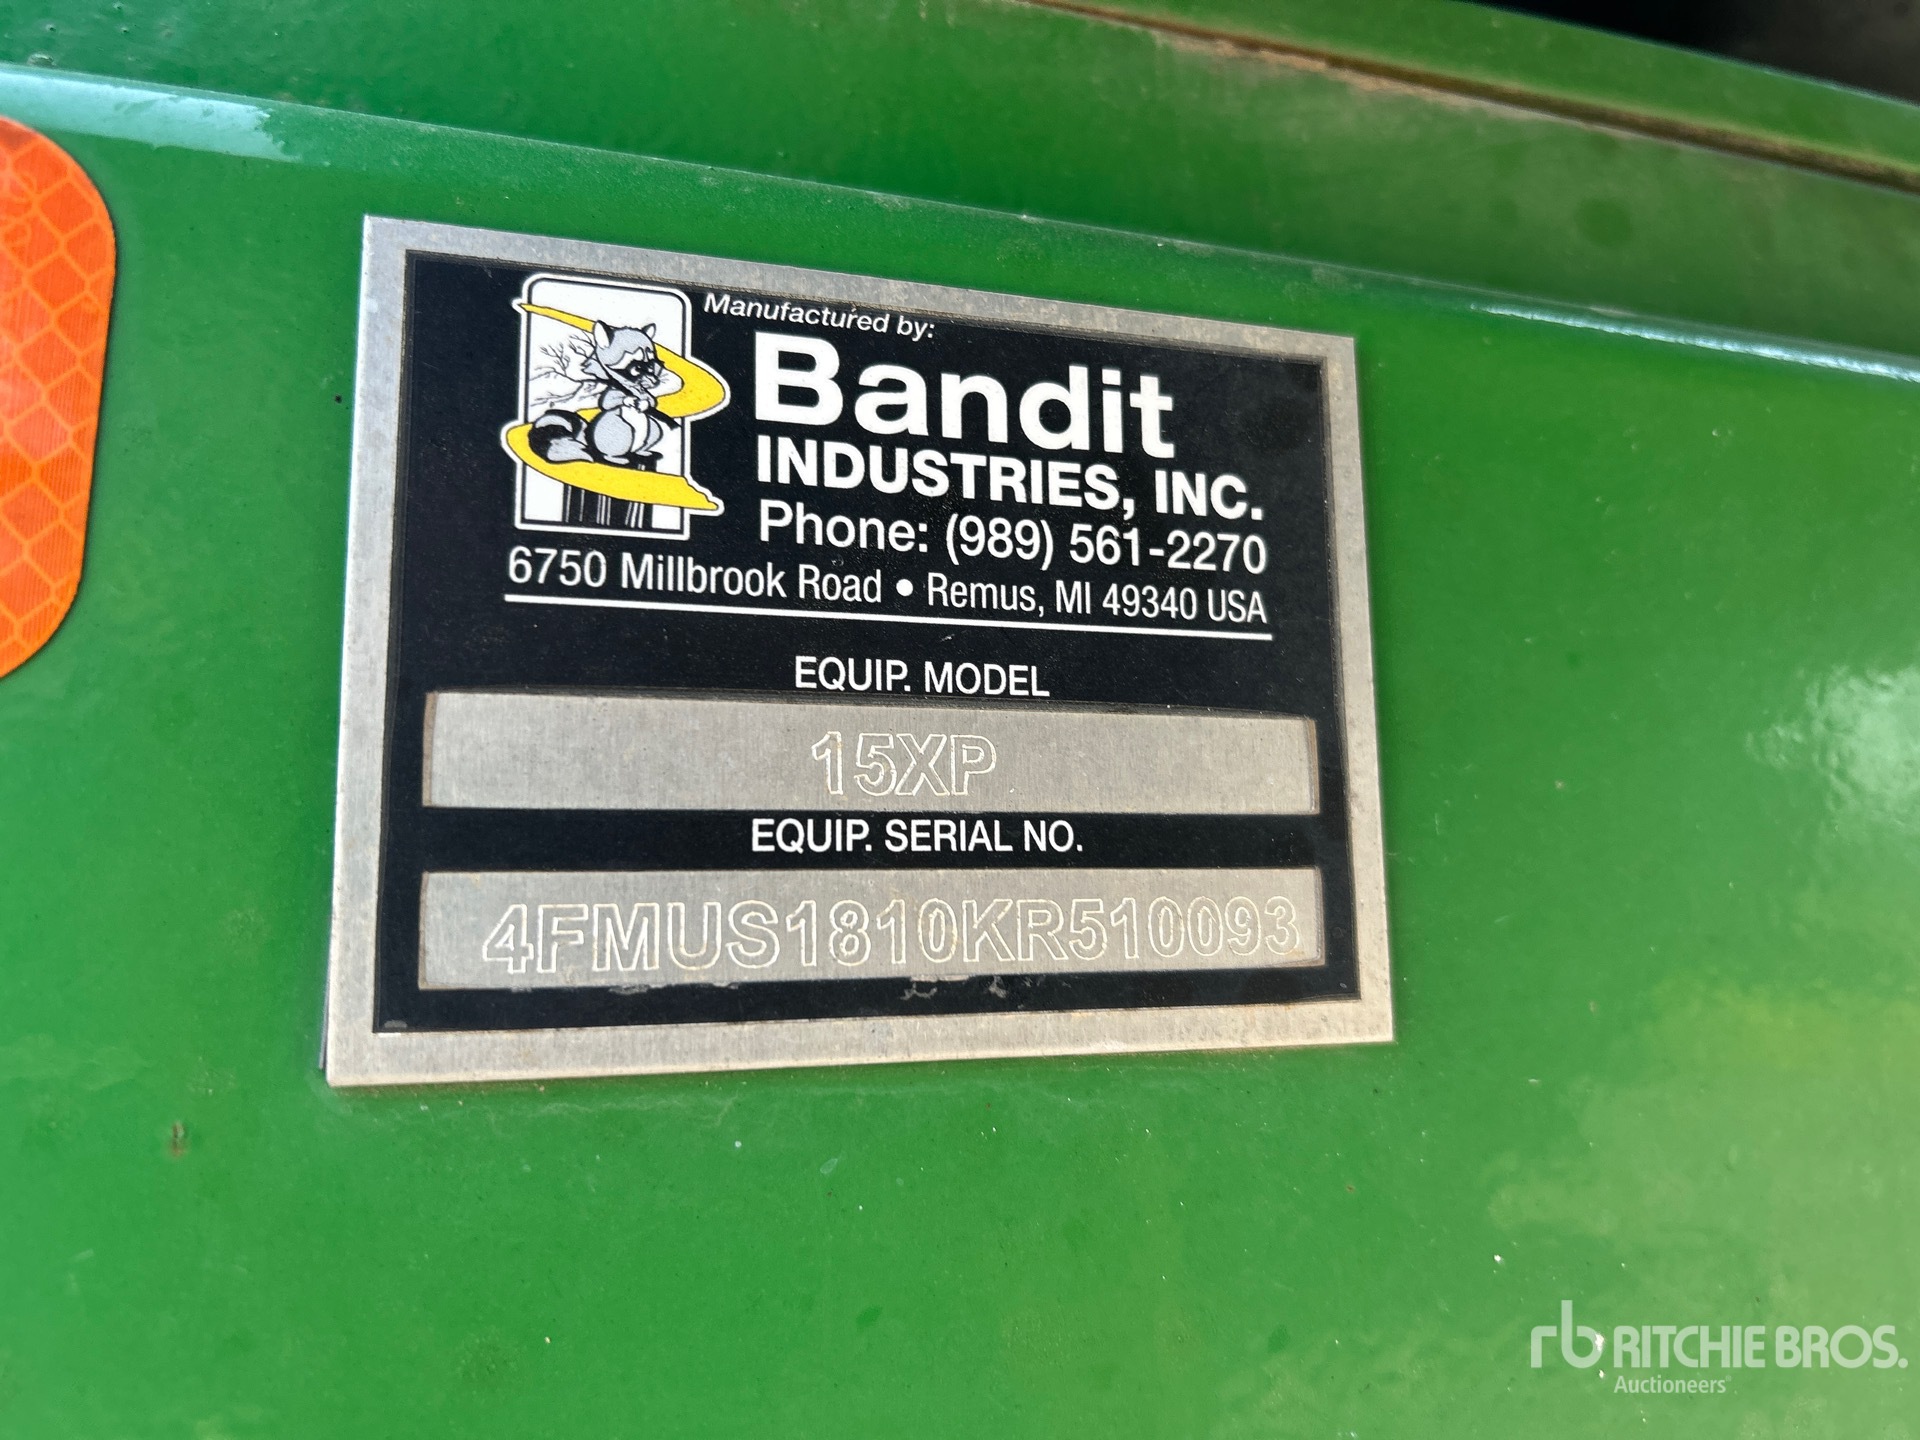 Manufactured by:
Bandit
INDUSTRIES, INC.
Phone: (989) 561-2270
6750 Millbrook Road • Remus, MI 49340 USA
EQUIP. MODEL
15XP
EQUIP. SERIAL NO.
4FMUS1810KR510093
rb RITCHIE BROS.
Auctioneers